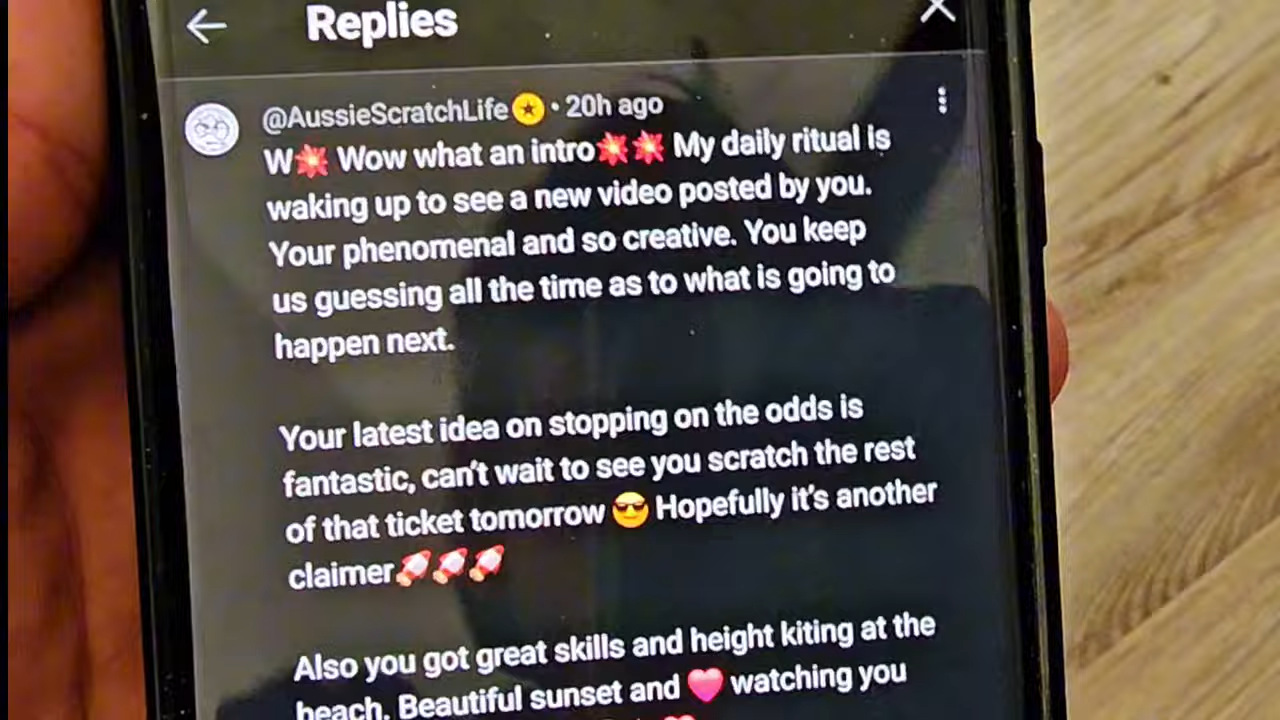 Replies
@AussieScratchLife • 20h ago
W💥 Wow what an intro💥💥 My daily ritual is
waking up to see a new video posted by you.
Your phenomenal and so creative. You keep
us guessing all the time as to what is going to
happen next.
Your latest idea on stopping on the odds is
fantastic, can't wait to see you scratch the rest
of that ticket tomorrow 😎 Hopefully it's another
claimer🚀🚀🚀
Also you got great skills and height kiting at the
beach. Beautiful sunset and 🩷 watching you